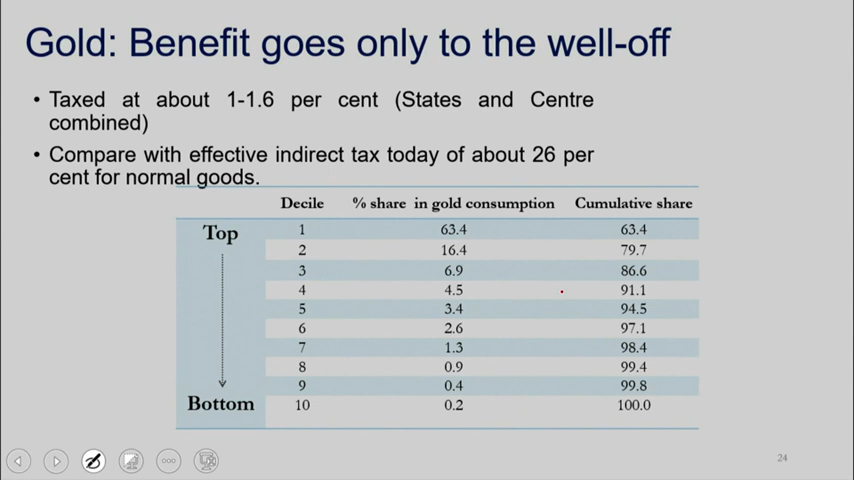 Gold: Benefit goes only to the well-off
• Taxed at about 1-1.6 per cent (States and Centre
combined)
• Compare with effective indirect tax today of about 26 per
cent for normal goods.
Decile % share in gold consumption Cumulative share
Top 1 63.4 63.4
2 16.4 79.7
3 6.9 86.6
4 4.5 91.1
5 3.4 94.5
6 2.6 97.1
7 1.3 98.4
8 0.9 99.4
9 0.4 99.8
Bottom 10 0.2 100.0
24